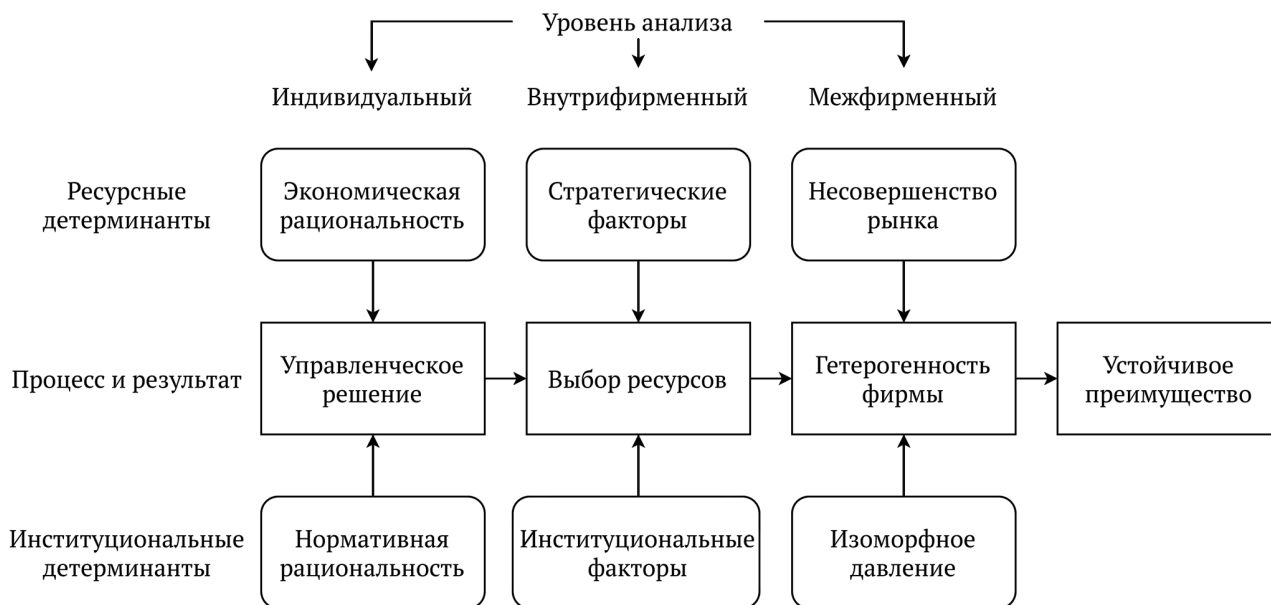 Уровень анализа
Индивидуальный
Внутрифирменный
Межфирменный
Ресурсные
детерминанты
Экономическая
рациональность
Стратегические
факторы
Несовершенство
рынка
Процесс и результат
Управленческое
решение
Выбор ресурсов
Гетерогенность
фирмы
Устойчивое
преимущество
Институциональные
детерминанты
Нормативная
рациональность
Институциональные
факторы
Изоморфное
давление